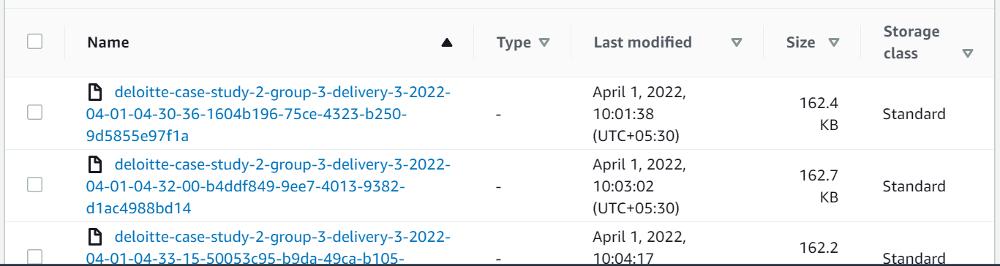 Name
Type
Last modified
Size
Storage
class
deloitte-case-study-2-group-3-delivery-3-2022-
04-01-04-30-36-1604b196-75ce-4323-b250-
9d5855e97f1a
-
April 1, 2022,
10:01:38
(UTC+05:30)
162.4
KB
Standard
deloitte-case-study-2-group-3-delivery-3-2022-
04-01-04-32-00-b4ddf849-9ee7-4013-9382-
d1ac4988bd14
-
April 1, 2022,
10:03:02
(UTC+05:30)
162.7
KB
Standard
deloitte-case-study-2-group-3-delivery-3-2022-
04-01-04-33-15-50053c95-b9da-49ca-b105-
-
April 1, 2022,
10:04:17
162.2
Standard